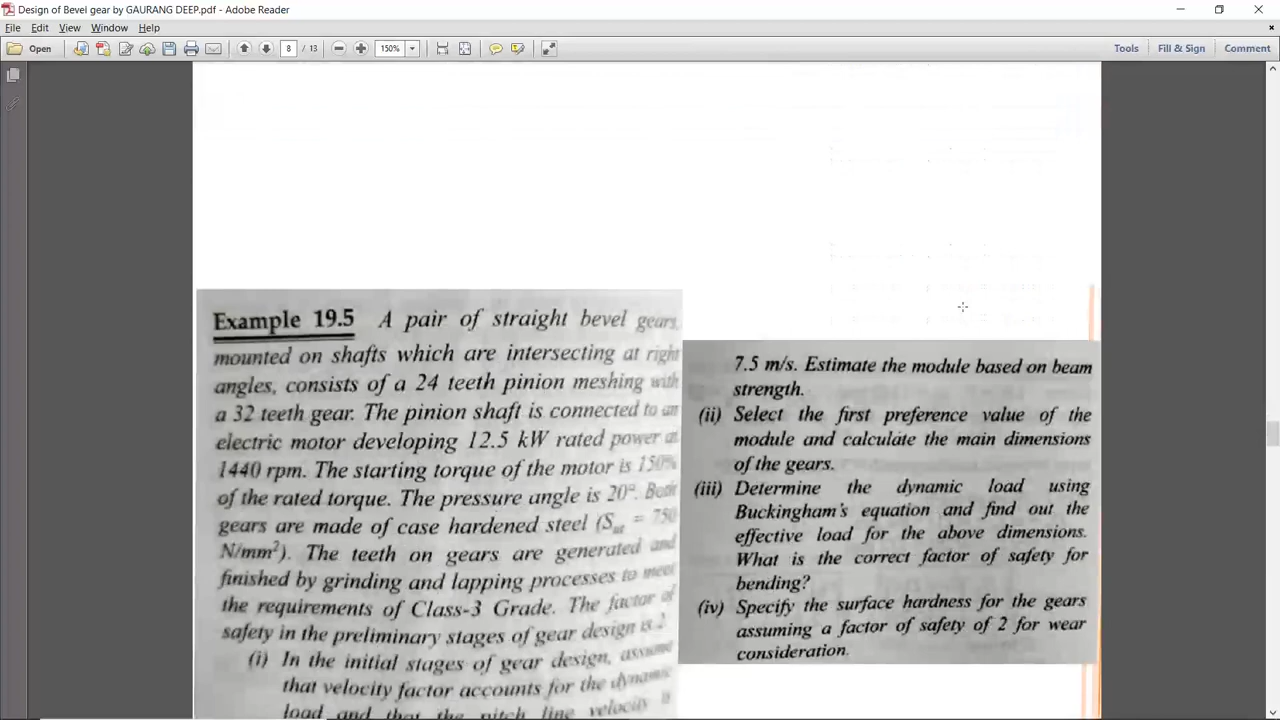 Design of Bevel gear by GAURANG DEEP.pdf - Adobe Reader
File Edit View Window Help
Open 8 / 13 150% Tools Fill & Sign Comment
Example 19.5 A pair of straight bevel gears,
mounted on shafts which are intersecting at right
angles, consists of a 24 teeth pinion meshing with
a 32 teeth gear. The pinion shaft is connected to an
electric motor developing 12.5 kW rated power at
1440 rpm. The starting torque of the motor is 150%
of the rated torque. The pressure angle is 20°. Both
gears are made of case hardened steel (Sut = 750
N/mm²). The teeth on gears are generated and
finished by grinding and lapping processes to meet
the requirements of Class-3 Grade. The factor of
safety in the preliminary stages of gear design is 2.
(i) In the initial stages of gear design, assume
that velocity factor accounts for the dynamic
load and that the pitch line velocity is
7.5 m/s. Estimate the module based on beam
strength.
(ii) Select the first preference value of the
module and calculate the main dimensions
of the gears.
(iii) Determine the dynamic load using
Buckingham's equation and find out the
effective load for the above dimensions.
What is the correct factor of safety for
bending?
(iv) Specify the surface hardness for the gears
assuming a factor of safety of 2 for wear
consideration.